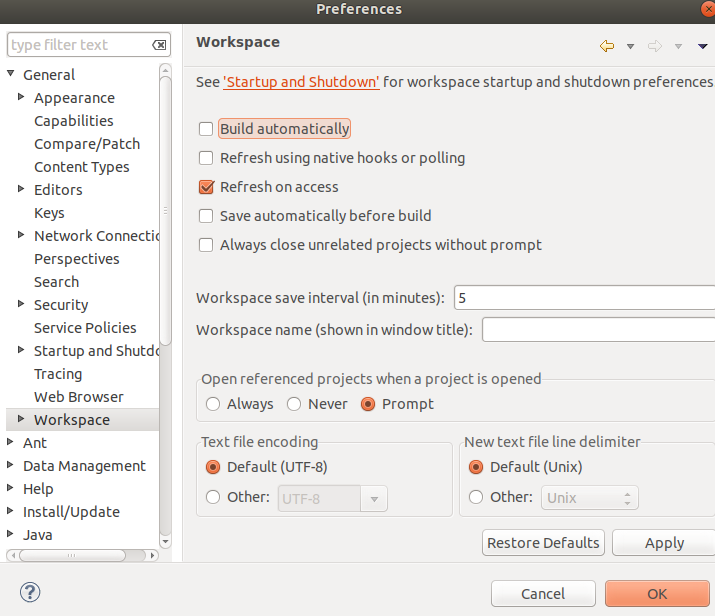 Preferences
type filter text
General
Appearance
Capabilities
Compare/Patch
Content Types
Editors
Keys
Network Connectio
Perspectives
Search
Security
Service Policies
Startup and Shutdo
Tracing
Web Browser
Workspace
Ant
Data Management
Help
Install/Update
Java
Workspace
See 'Startup and Shutdown' for workspace startup and shutdown preferences
Build automatically
Refresh using native hooks or polling
Refresh on access
Save automatically before build
Always close unrelated projects without prompt
Workspace save interval (in minutes): 5
Workspace name (shown in window title):
Open referenced projects when a project is opened
Always Never Prompt
Text file encoding
Default (UTF-8)
Other: UTF-8
New text file line delimiter
Default (Unix)
Other: Unix
Restore Defaults Apply
? Cancel OK